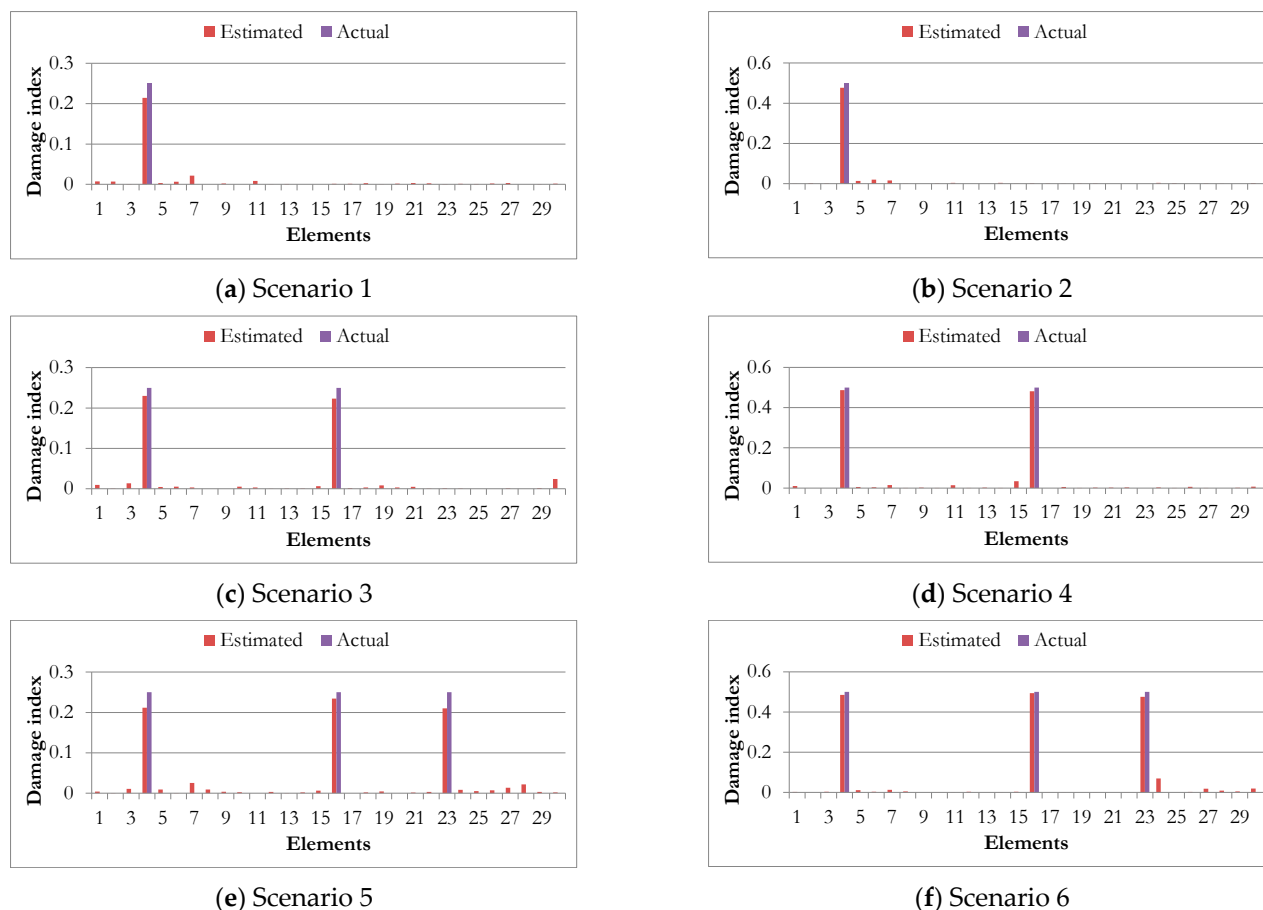 Estimated Actual
0.3
0.2
0.1
0
Damage index
1 3 5 7 9 11 13 15 17 19 21 23 25 27 29
Elements
(a) Scenario 1
Estimated Actual
0.6
0.4
0.2
0
Damage index
1 3 5 7 9 11 13 15 17 19 21 23 25 27 29
Elements
(b) Scenario 2
Estimated Actual
0.3
0.2
0.1
0
Damage index
1 3 5 7 9 11 13 15 17 19 21 23 25 27 29
Elements
(c) Scenario 3
Estimated Actual
0.6
0.4
0.2
0
Damage index
1 3 5 7 9 11 13 15 17 19 21 23 25 27 29
Elements
(d) Scenario 4
Estimated Actual
0.3
0.2
0.1
0
Damage index
1 3 5 7 9 11 13 15 17 19 21 23 25 27 29
Elements
(e) Scenario 5
Estimated Actual
0.6
0.4
0.2
0
Damage index
1 3 5 7 9 11 13 15 17 19 21 23 25 27 29
Elements
(f) Scenario 6